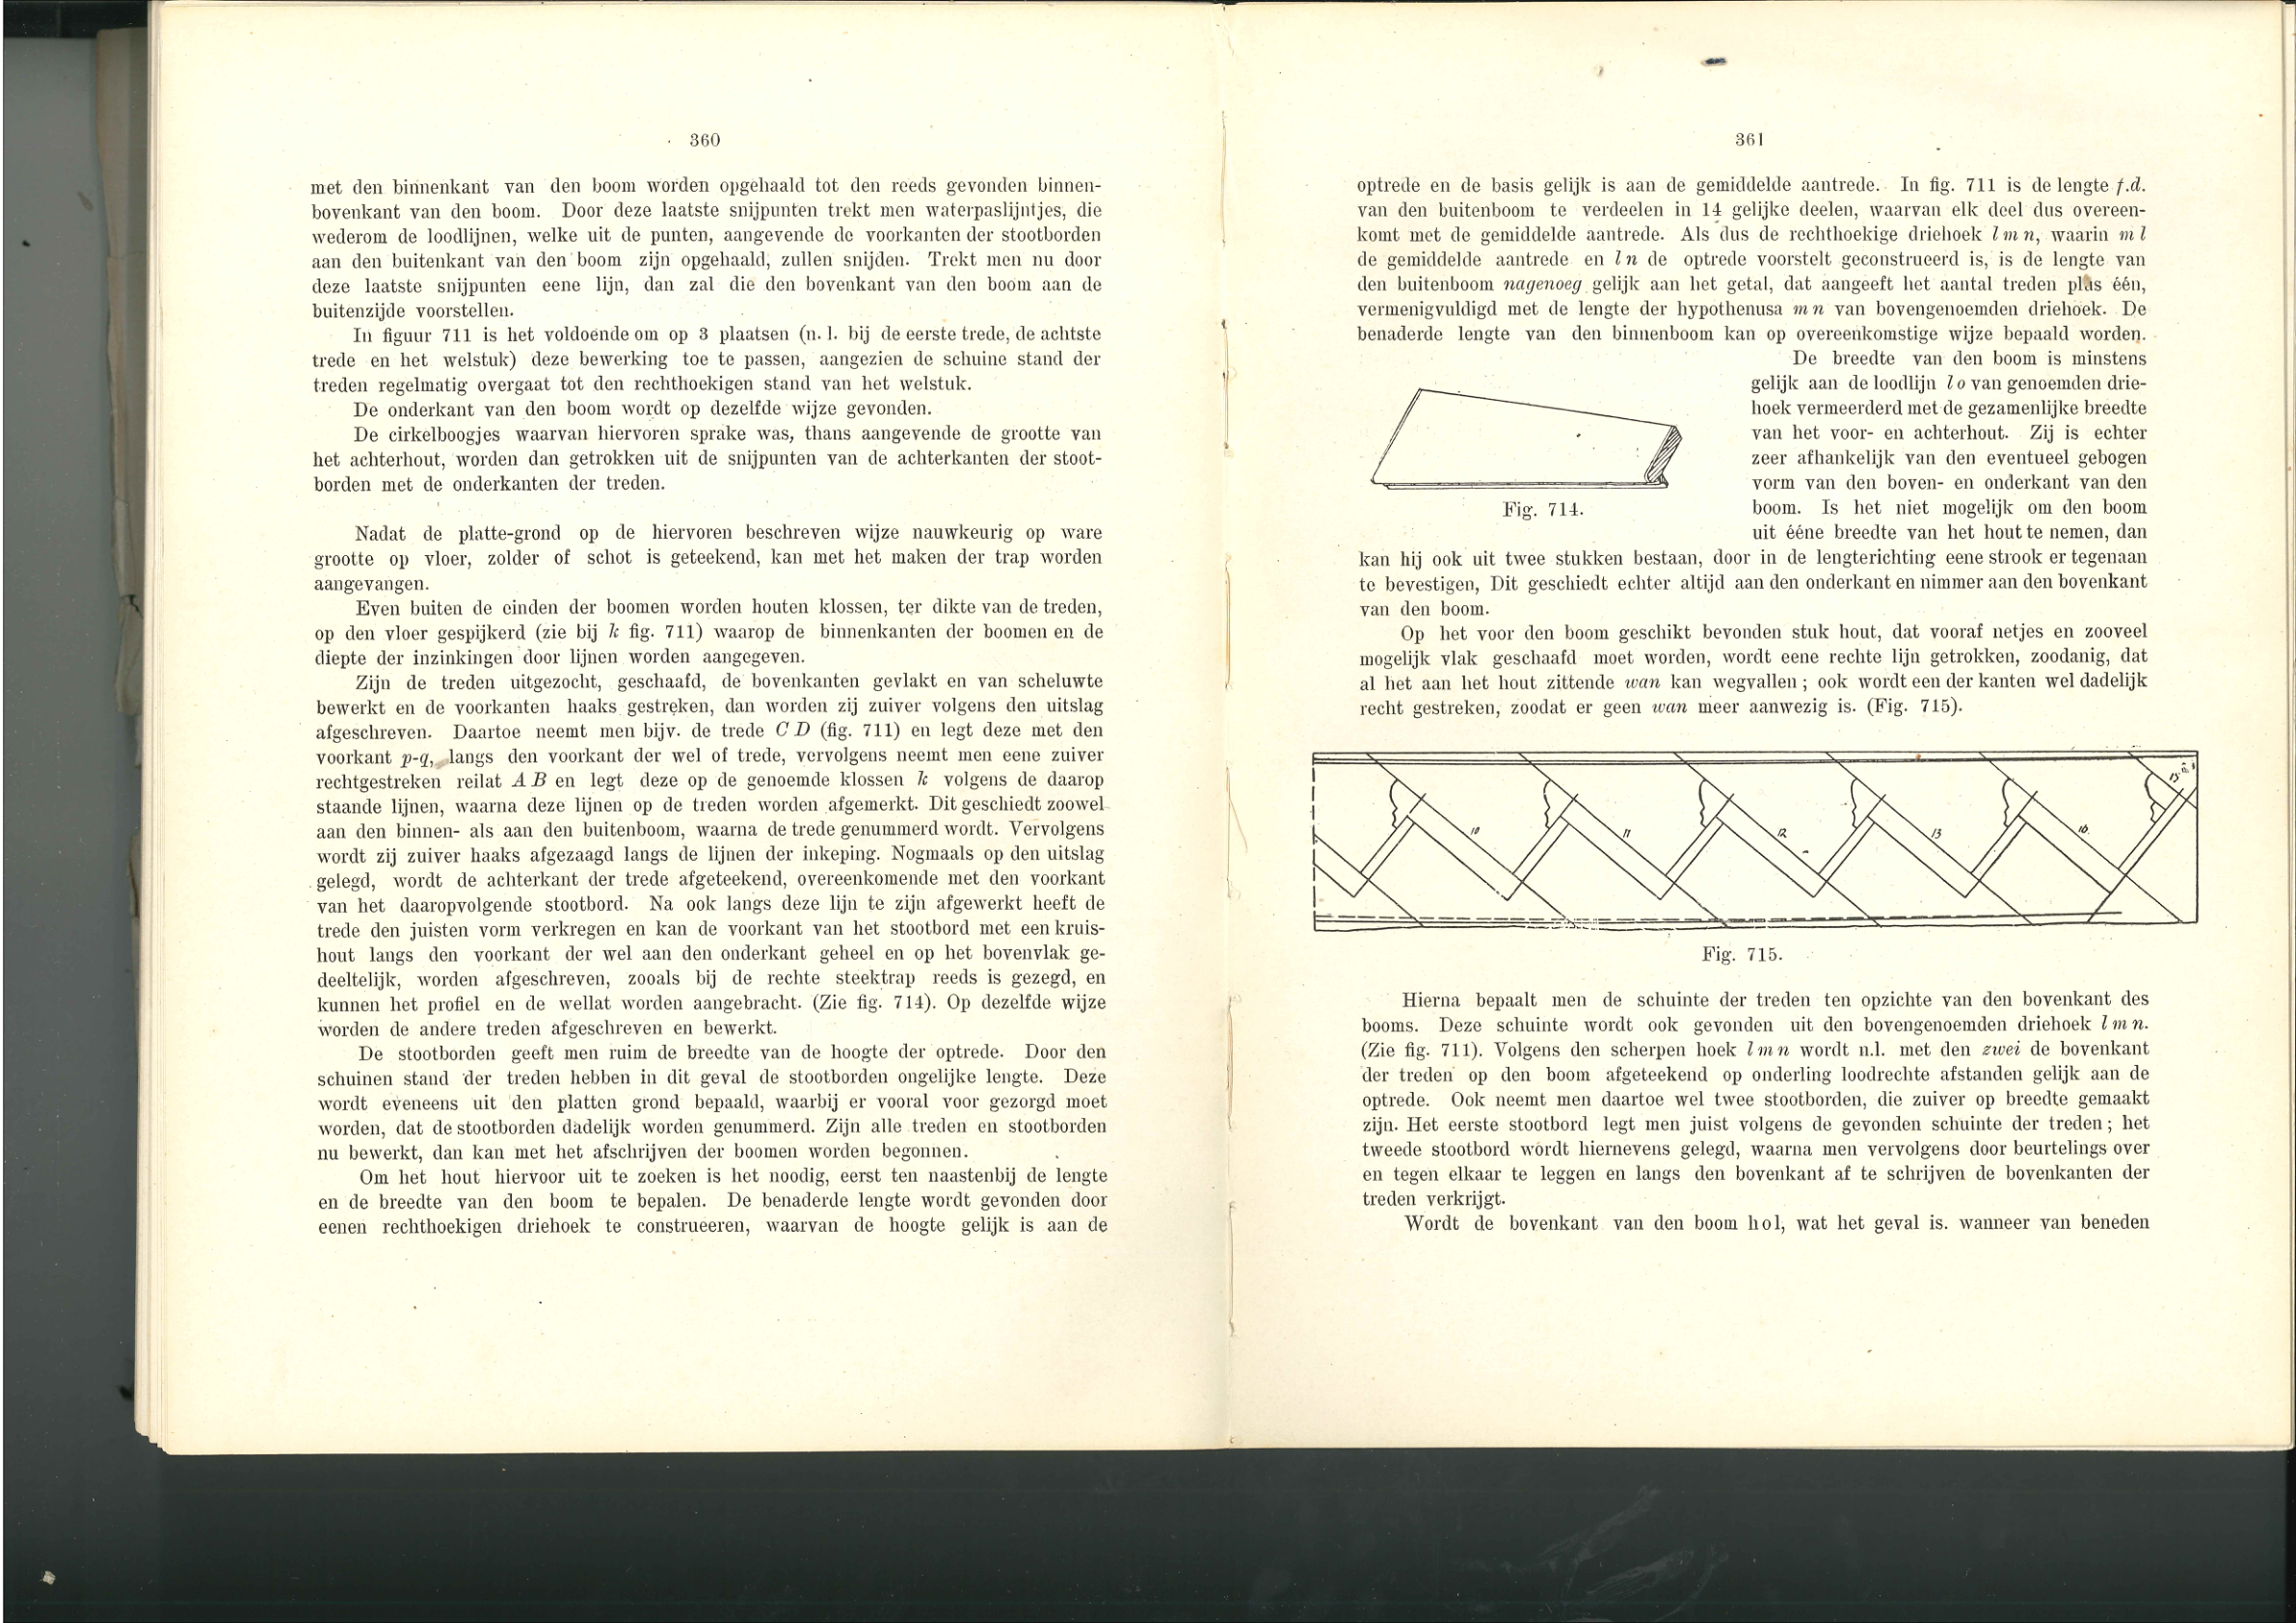 360
met den binnenkant van den boom worden opgehaald tot den reeds gevonden binnen-
bovenkant van den boom. Door deze laatste snijpunten trekt men waterpaslijntjes, die
wederom de loodlijnen, welke uit de punten, aangevende de voorkanten der stootborden
aan den buitenkant van den boom zijn opgehaald, zullen snijden. Trekt men nu door
deze laatste snijpunten eene lijn, dan zal die den bovenkant van den boom aan de
buitenzijde voorstellen.
In figuur 711 is het voldoende om op 3 plaatsen (n. l. bij de eerste trede, de achtste
trede en het welstuk) deze bewerking toe te passen, aangezien de schuine stand der
treden regelmatig overgaat tot den rechthoekigen stand van het welstuk.
De onderkant van den boom wordt op dezelfde wijze gevonden.
De cirkelboogjes waarvan hiervoren sprake was, thans aangevende de grootte van
het achterhout, worden dan getrokken uit de snijpunten van de achterkanten der stoot-
borden met de onderkanten der treden.
Nadat de platte-grond op de hiervoren beschreven wijze nauwkeurig op ware
grootte op vloer, zolder of schot is geteekend, kan met het maken der trap worden
aangevangen.
Even buiten de einden der boomen worden houten klossen, ter dikte van de treden,
op den vloer gespijkerd (zie bij k fig. 711) waarop de binnenkanten der boomen en de
diepte der inzinkingen door lijnen worden aangegeven.
Zijn de treden uitgezocht, geschaafd, de bovenkanten gevlakt en van scheluwte
bewerkt en de voorkanten haaks gestreken, dan worden zij zuiver volgens den uitslag
afgeschreven. Daartoe neemt men bijv. de trede C D (fig. 711) en legt deze met den
voorkant p-q, langs den voorkant der wel of trede, vervolgens neemt men eene zuiver
rechtgestreken reilat A B en legt deze op de genoemde klossen k volgens de daarop
staande lijnen, waarna deze lijnen op de treden worden afgemerkt. Dit geschiedt zoowel
aan den binnen- als aan den buitenboom, waarna de trede genummerd wordt. Vervolgens
wordt zij zuiver haaks afgezaagd langs de lijnen der inkeping. Nogmaals op den uitslag
gelegd, wordt de achterkant der trede afgeteekend, overeenkomende met den voorkant
van het daaropvolgende stootbord. Na ook langs deze lijn te zijn afgewerkt heeft de
trede den juisten vorm verkregen en kan de voorkant van het stootbord met een kruis-
hout langs den voorkant der wel aan den onderkant geheel en op het bovenvlak ge-
deeltelijk, worden afgeschreven, zooals bij de rechte steektrap reeds is gezegd, en
kunnen het profiel en de wellat worden aangebracht. (Zie fig. 714). Op dezelfde wijze
worden de andere treden afgeschreven en bewerkt.
De stootborden geeft men ruim de breedte van de hoogte der optrede. Door den
schuinen stand der treden hebben in dit geval de stootborden ongelijke lengte. Deze
wordt eveneens uit den platten grond bepaald, waarbij er vooral voor gezorgd moet
worden, dat de stootborden dadelijk worden genummerd. Zijn alle treden en stootborden
nu bewerkt, dan kan met het afschrijven der boomen worden begonnen.
Om het hout hiervoor uit te zoeken is het noodig, eerst ten naastenbij de lengte
en de breedte van den boom te bepalen. De benaderde lengte wordt gevonden door
eenen rechthoekigen driehoek te construeeren, waarvan de hoogte gelijk is aan de
361
optrede en de basis gelijk is aan de gemiddelde aantrede. In fig. 711 is de lengte f.d.
van den buitenboom te verdeelen in 14 gelijke deelen, waarvan elk deel dus overeen-
komt met de gemiddelde aantrede. Als dus de rechthoekige driehoek l m n, waarin m l
de gemiddelde aantrede en l n de optrede voorstelt geconstrueerd is, is de lengte van
den buitenboom nagenoeg gelijk aan het getal, dat aangeeft het aantal treden plus één,
vermenigvuldigd met de lengte der hypothenusa m n van bovengenoemden driehoek. De
benaderde lengte van den binnenboom kan op overeenkomstige wijze bepaald worden.
De breedte van den boom is minstens
gelijk aan de loodlijn l o van genoemden drie-
hoek vermeerderd met de gezamenlijke breedte
van het voor- en achterhout. Zij is echter
zeer afhankelijk van den eventueel gebogen
vorm van den boven- en onderkant van den
boom. Is het niet mogelijk om den boom
uit ééne breedte van het hout te nemen, dan
Fig. 714.
kan hij ook uit twee stukken bestaan, door in de lengterichting eene strook er tegenaan
te bevestigen, Dit geschiedt echter altijd aan den onderkant en nimmer aan den bovenkant
van den boom.
Op het voor den boom geschikt bevonden stuk hout, dat vooraf netjes en zooveel
mogelijk vlak geschaafd moet worden, wordt eene rechte lijn getrokken, zoodanig, dat
al het aan het hout zittende wan kan wegvallen; ook wordt een der kanten wel dadelijk
recht gestreken, zoodat er geen wan meer aanwezig is. (Fig. 715).
10 11 12 13
Fig. 715.
Hierna bepaalt men de schuinte der treden ten opzichte van den bovenkant des
booms. Deze schuinte wordt ook gevonden uit den bovengenoemden driehoek l m n.
(Zie fig. 711). Volgens den scherpen hoek l m n wordt n.l. met den zwei de bovenkant
der treden op den boom afgeteekend op onderling loodrechte afstanden gelijk aan de
optrede. Ook neemt men daartoe wel twee stootborden, die zuiver op breedte gemaakt
zijn. Het eerste stootbord legt men juist volgens de gevonden schuinte der treden; het
tweede stootbord wordt hiernevens gelegd, waarna men vervolgens door beurtelings over
en tegen elkaar te leggen en langs den bovenkant af te schrijven de bovenkanten der
treden verkrijgt.
Wordt de bovenkant van den boom hol, wat het geval is. wanneer van beneden